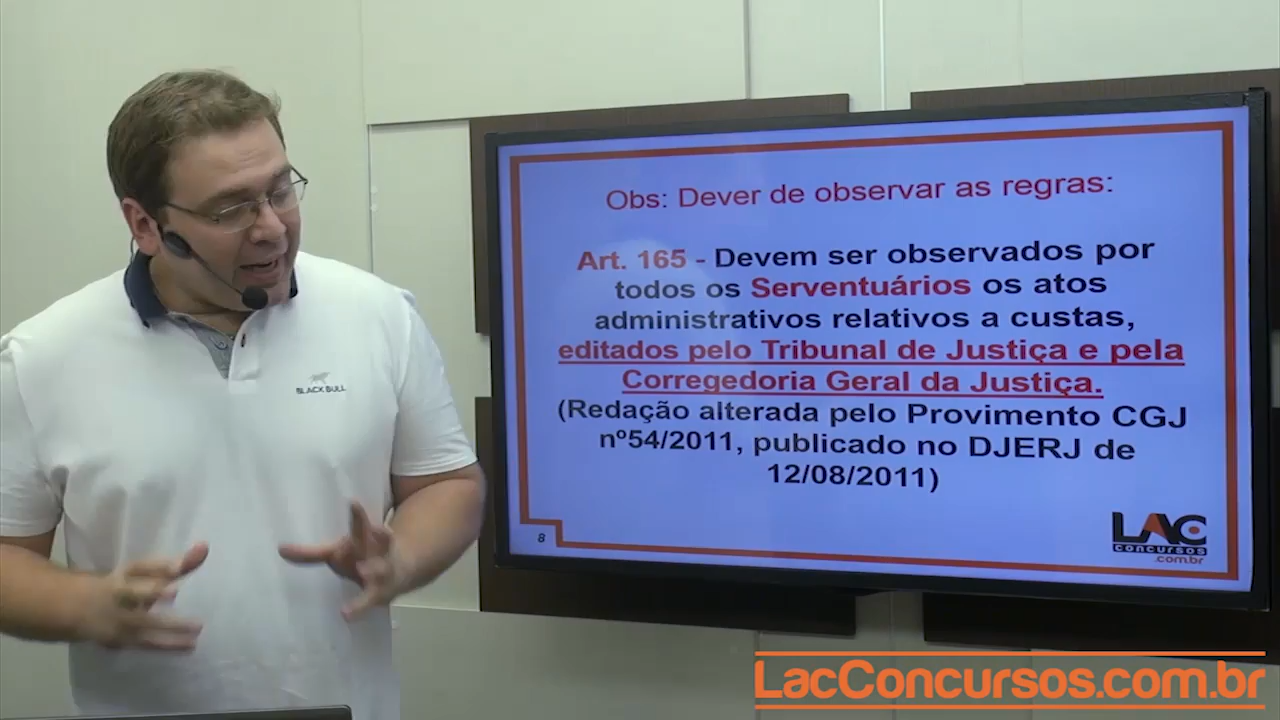 Obs: Dever de observar as regras:
Art. 165 - Devem ser observados por
todos os Serventuários os atos
administrativos relativos a custas,
editados pelo Tribunal de Justiça e pela
Corregedoria Geral da Justiça.
(Redação alterada pelo Provimento CGJ
nº54/2011, publicado no DJERJ de
12/08/2011)
8
LAC
concursos
.com.br
BLACK BULL
LacConcursos.com.br